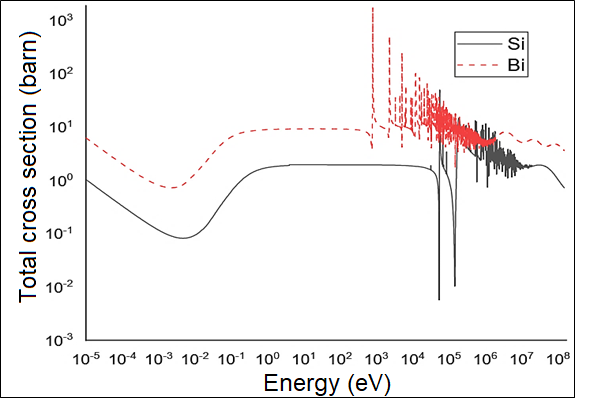 Total cross section (barn)
10³
10²
10¹
10⁰
10⁻¹
10⁻²
10⁻³
Si
Bi
10⁻⁵ 10⁻⁴ 10⁻³ 10⁻² 10⁻¹ 10⁰ 10¹ 10² 10³ 10⁴ 10⁵ 10⁶ 10⁷ 10⁸
Energy (eV)